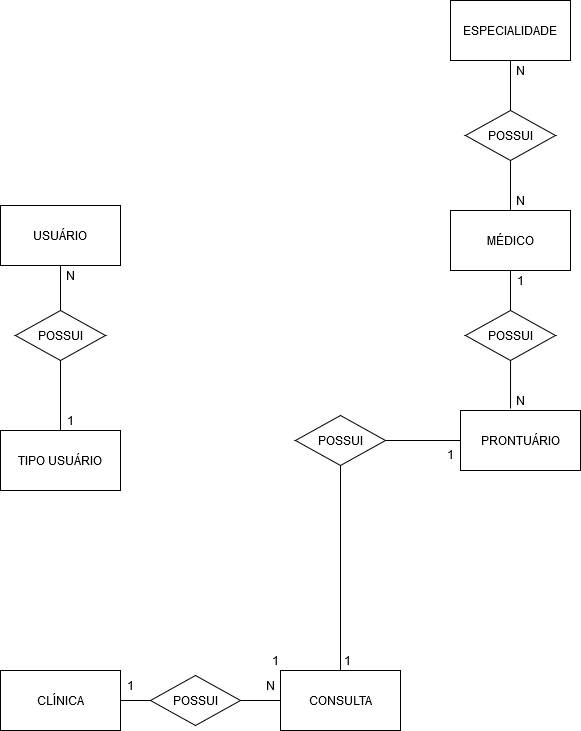 ESPECIALIDADE
N
POSSUI
N
MÉDICO
1
POSSUI
N
PRONTUÁRIO
1
POSSUI
1
USUÁRIO
N
POSSUI
1
TIPO USUÁRIO
CLÍNICA
1
POSSUI
N
1
CONSULTA